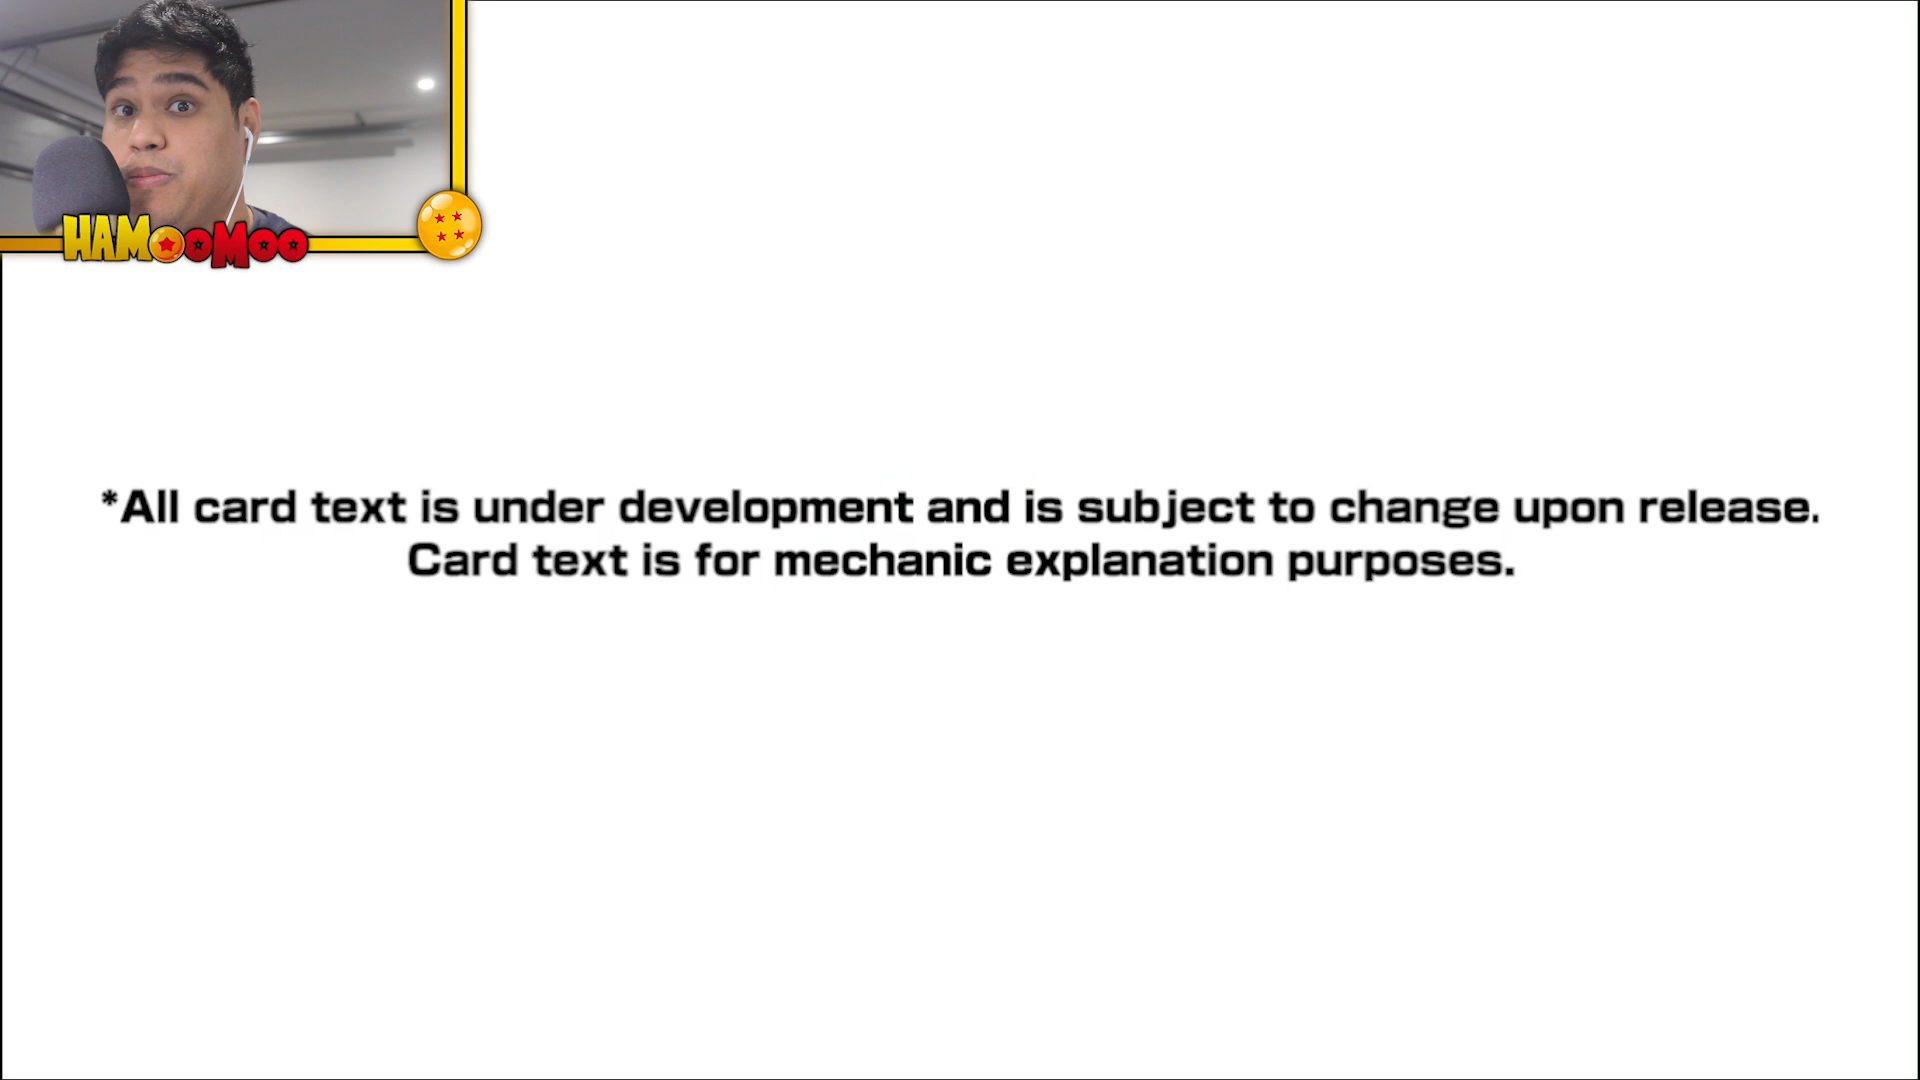 HAMOOMOO
*All card text is under development and is subject to change upon release.
Card text is for mechanic explanation purposes.